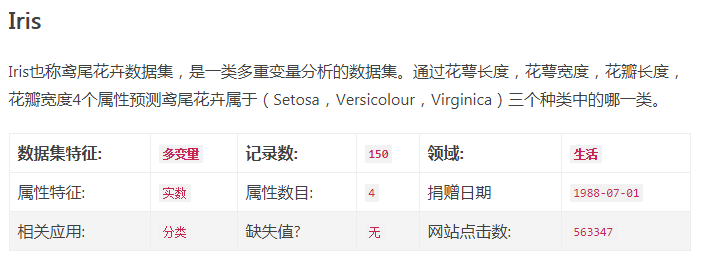 Iris
Iris也称鸢尾花卉数据集，是一类多重变量分析的数据集。通过花萼长度，花萼宽度，花瓣长度，
花瓣宽度4个属性预测鸢尾花卉属于（Setosa，Versicolour，Virginica）三个种类中的哪一类。
数据集特征: 多变量 记录数: 150 领域: 生活
属性特征: 实数 属性数目: 4 捐赠日期 1988-07-01
相关应用: 分类 缺失值? 无 网站点击数: 563347